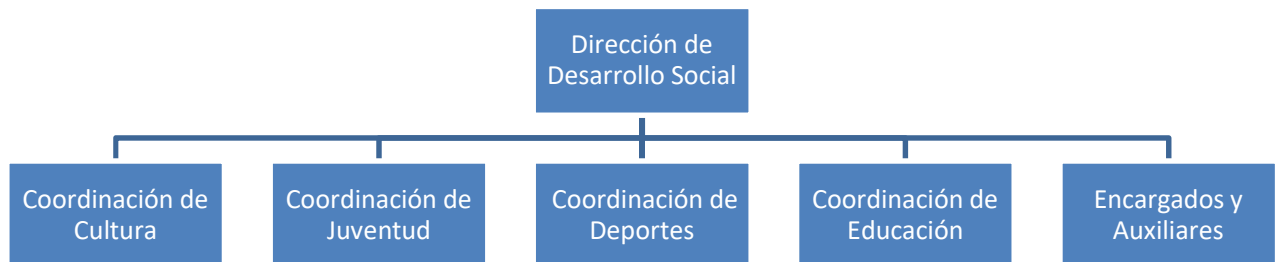 Dirección de
Desarrollo Social
Coordinación de
Cultura
Coordinación de
Juventud
Coordinación de
Deportes
Coordinación de
Educación
Encargados y
Auxiliares